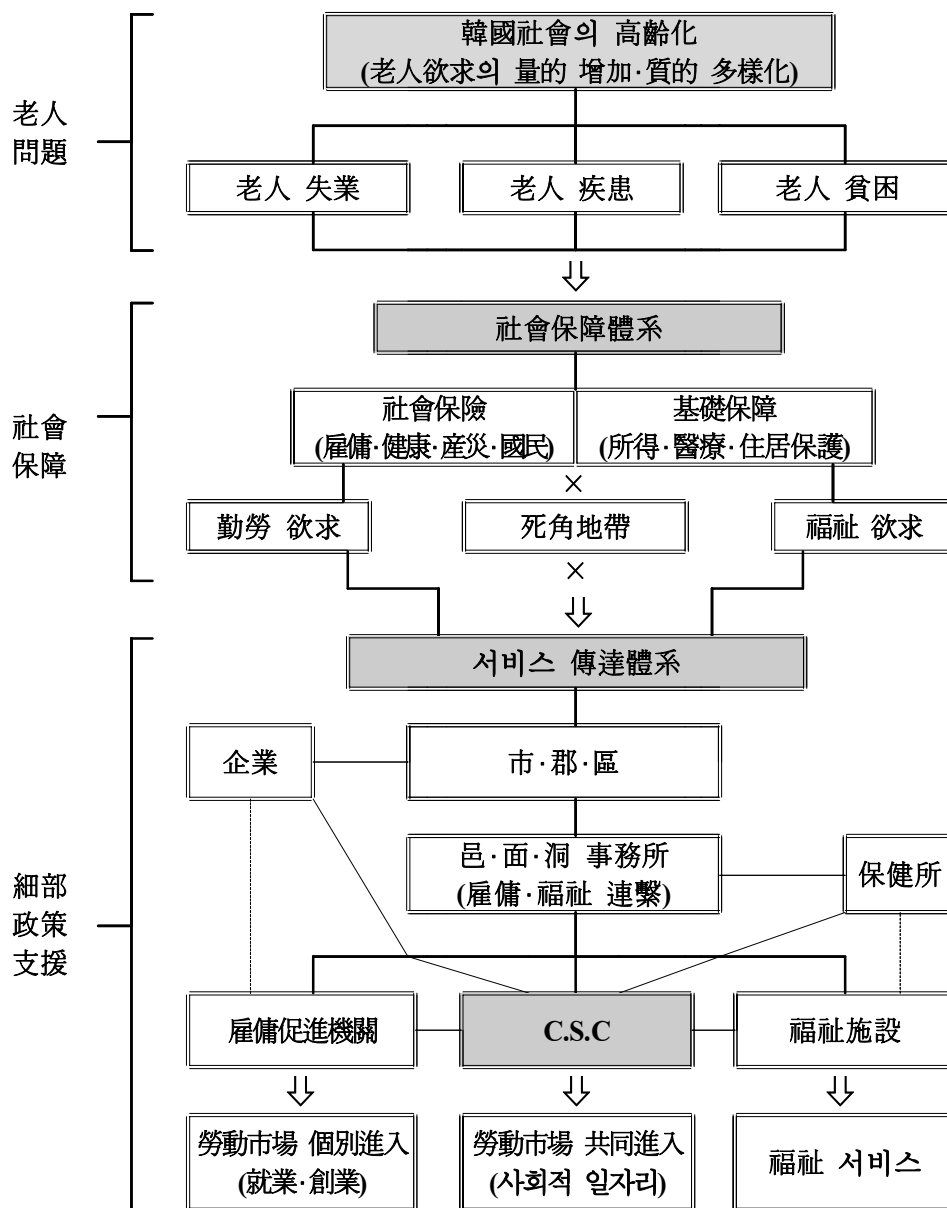 韓國社會의 高齡化
(老人欲求의 量的 增加·質的 多樣化)
老人
問題
老人 失業
老人 疾患
老人 貧困
⇩
社會保障體系
社會
保障
社會保險
(雇傭·健康·産災·國民)
基礎保障
(所得·醫療·住居保護)
×
勤勞 欲求
死角地帶
福祉 欲求
×
⇩
서비스 傳達體系
企業
市·郡·區
邑·面·洞 事務所
(雇傭·福祉 連繫)
保健所
細部
政策
支援
雇傭促進機關
C.S.C
福祉施設
⇩ ⇩ ⇩
勞動市場 個別進入
(就業·創業)
勞動市場 共同進入
(사회적 일자리)
福祉 서비스